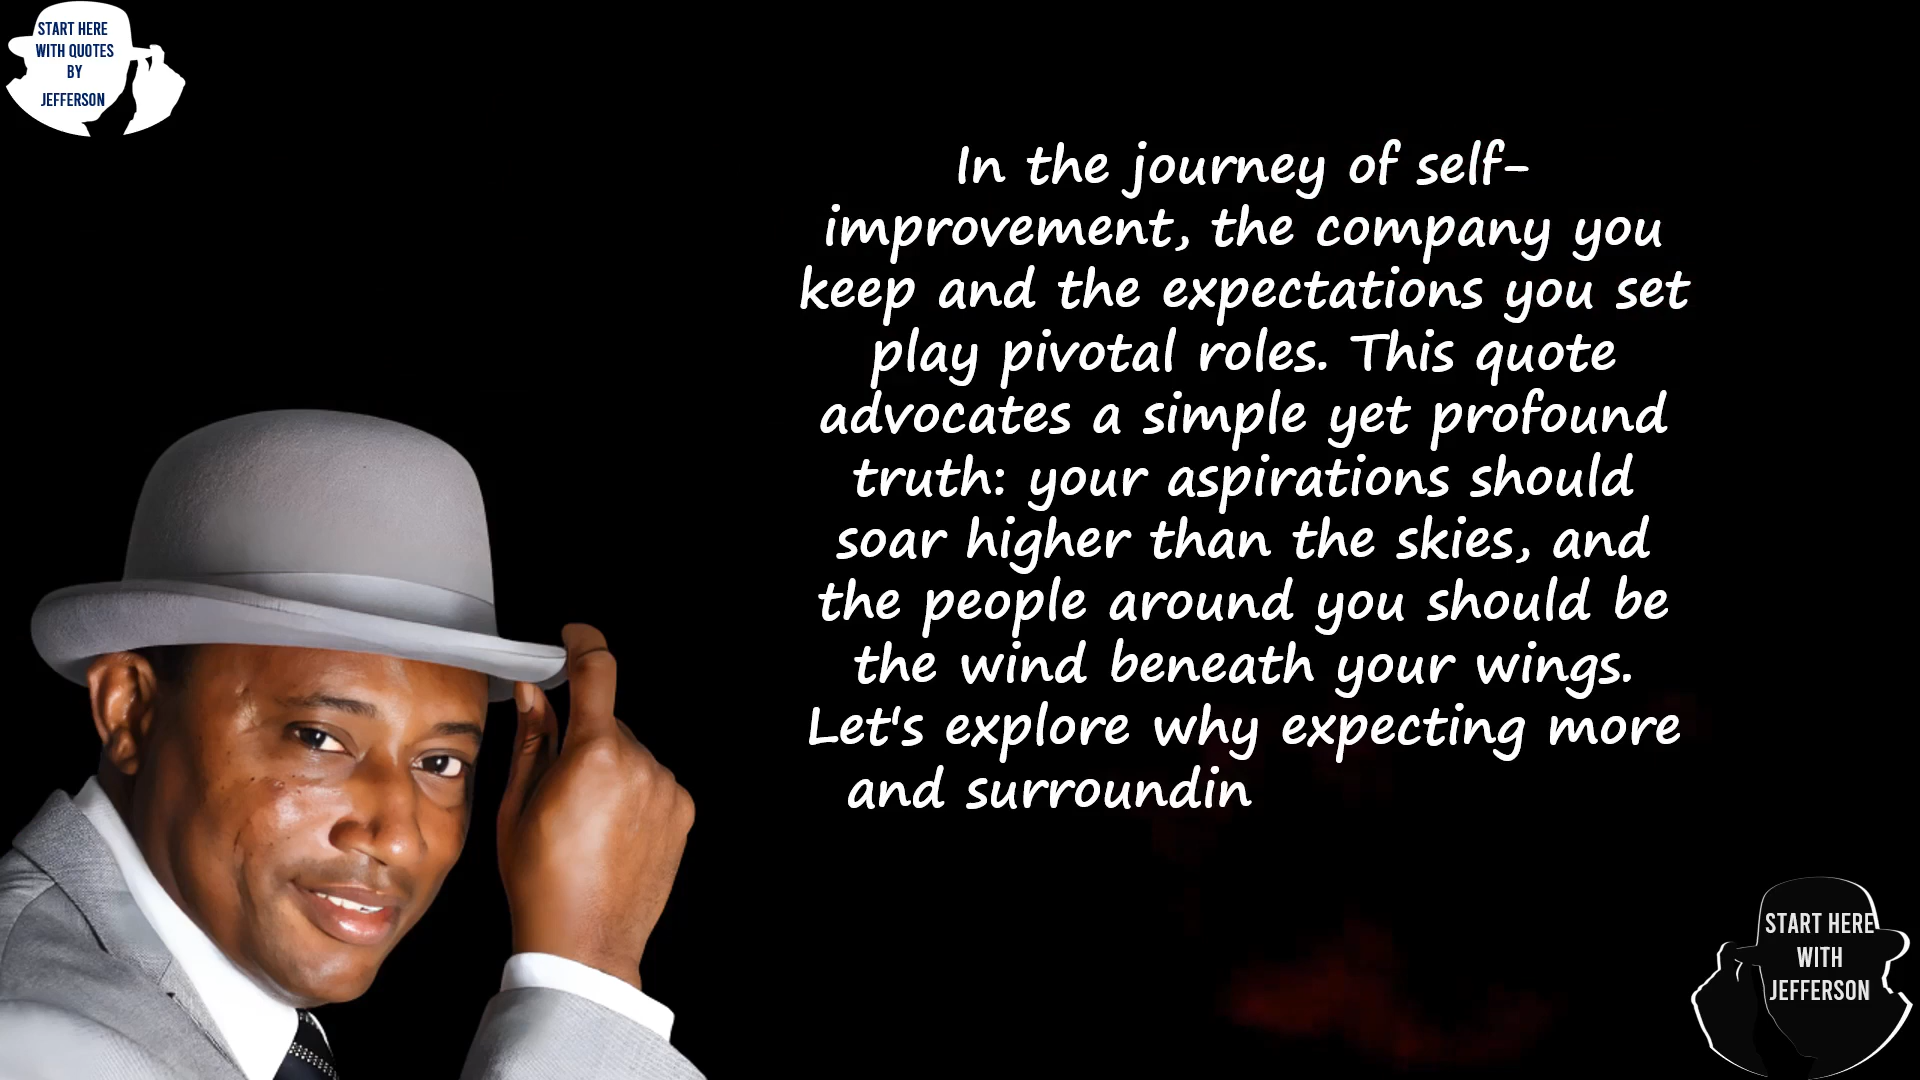 START HERE
WITH QUOTES
BY
JEFFERSON
In the journey of self-
improvement, the company you
keep and the expectations you set
play pivotal roles. This quote
advocates a simple yet profound
truth: your aspirations should
soar higher than the skies, and
the people around you should be
the wind beneath your wings.
Let's explore why expecting more
and surroundin
START HERE
WITH
JEFFERSON